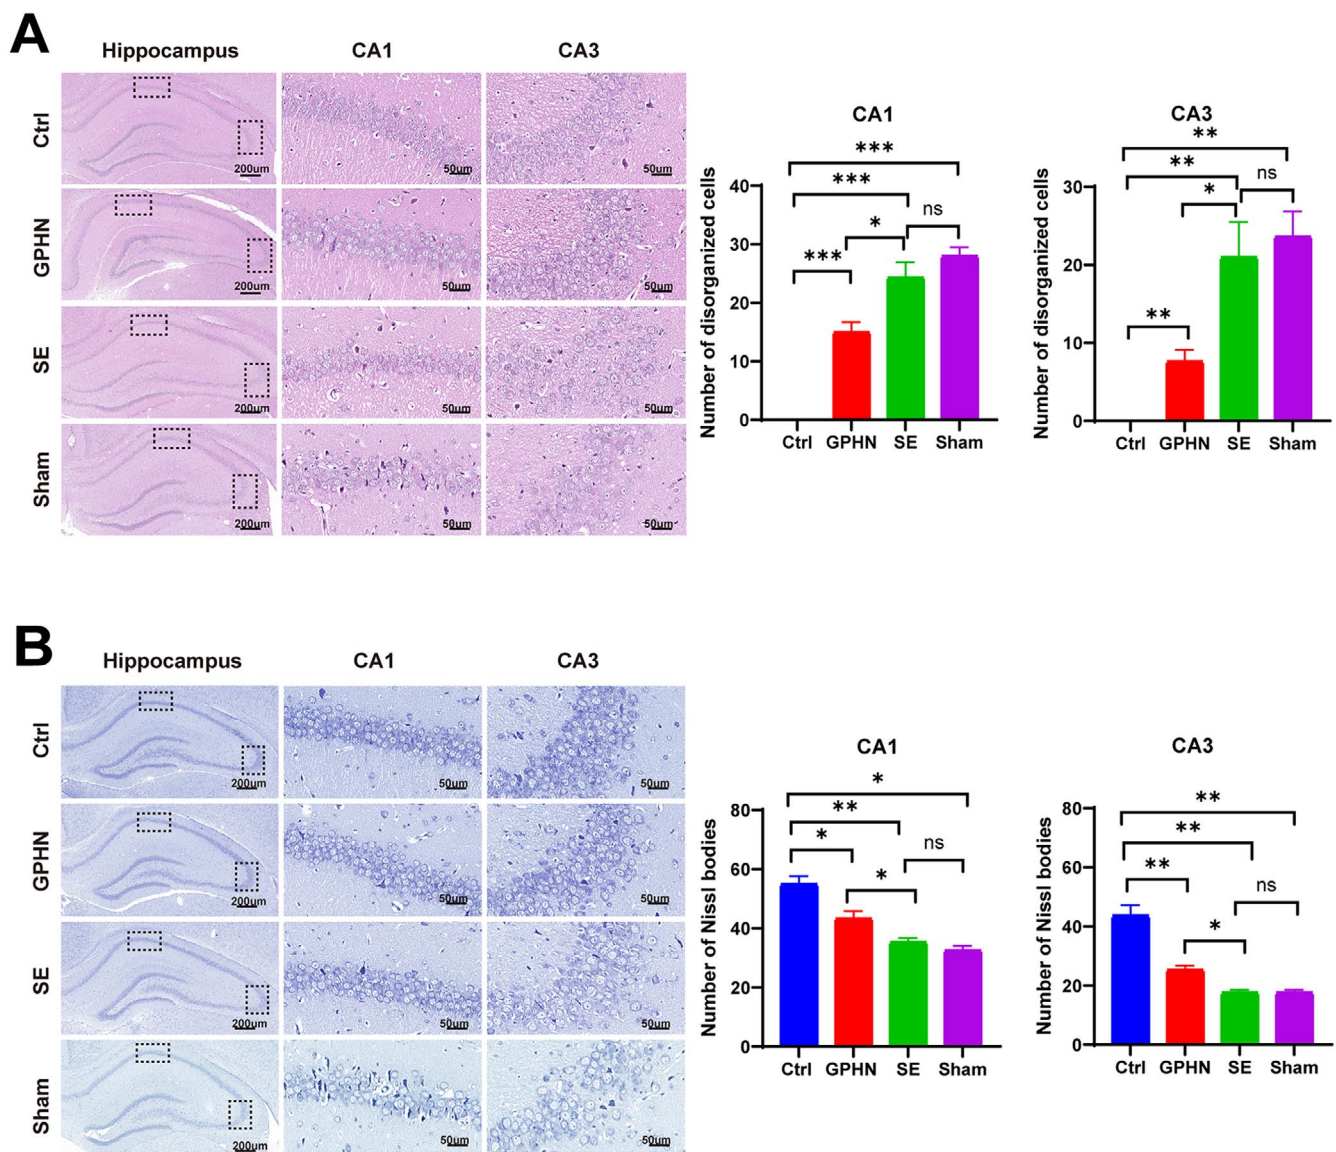 A
Hippocampus CA1 CA3
Ctrl
200um 50um 50um
GPHN
200um 50um 50um
SE
200um 50um 50um
Sham
200um 50um 50um
CA1
Number of disorganized cells
40
30
20
10
0
***
***
ns
*
***
Ctrl GPHN SE Sham
CA3
Number of disorganized cells
30
20
10
0
**
**
ns
*
**
Ctrl GPHN SE Sham
B
Hippocampus CA1 CA3
Ctrl
200um 50um 50um
GPHN
200um 50um 50um
SE
200um 50um 50um
Sham
200um 50um 50um
CA1
Number of Nissl bodies
80
60
40
20
0
*
**
*
ns
*
Ctrl GPHN SE Sham
CA3
Number of Nissl bodies
80
60
40
20
0
**
**
**
ns
*
Ctrl GPHN SE Sham